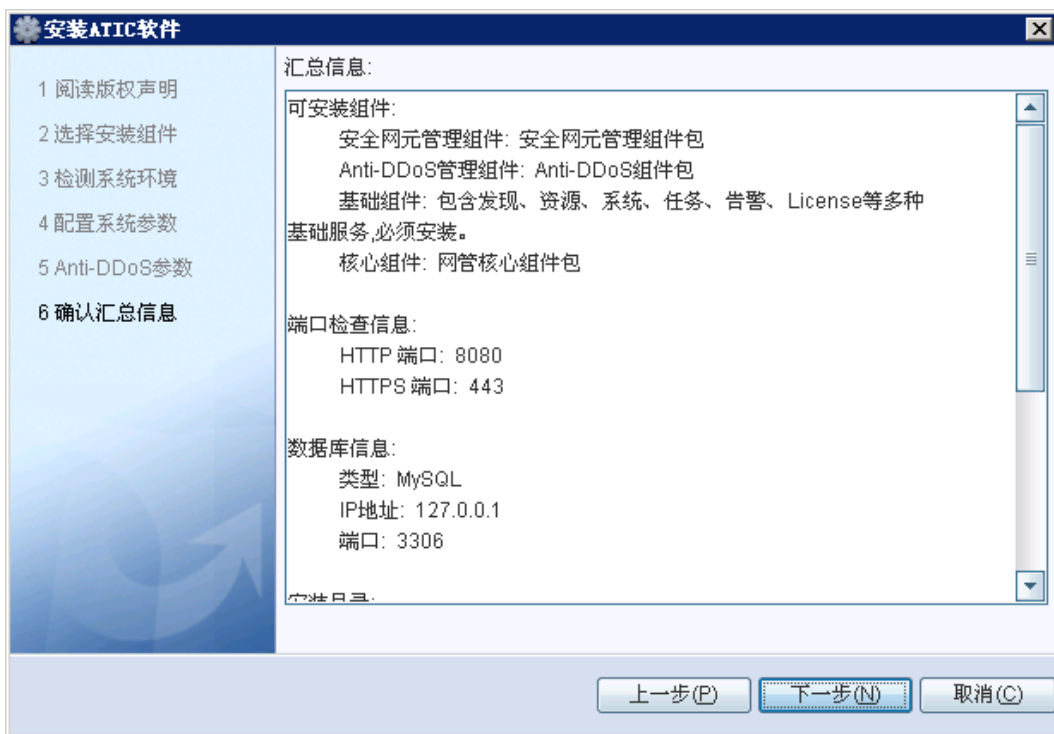 安装ATIC软件
1 阅读版权声明
2 选择安装组件
3 检测系统环境
4 配置系统参数
5 Anti-DDoS参数
6 确认汇总信息
汇总信息:
可安装组件:
安全网元管理组件: 安全网元管理组件包
Anti-DDoS管理组件: Anti-DDoS组件包
基础组件: 包含发现、资源、系统、任务、告警、License等多种
基础服务,必须安装。
核心组件: 网管核心组件包
端口检查信息:
HTTP 端口: 8080
HTTPS 端口: 443
数据库信息:
类型: MySQL
IP地址: 127.0.0.1
端口: 3306
安装目录:
上一步(P)
下一步(N)
取消(C)